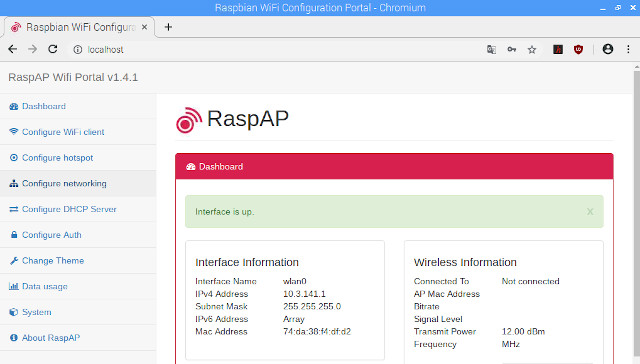 Raspbian WiFi Configuration Portal - Chromium
Raspbian WiFi Configura
localhost
RaspAP Wifi Portal v1.4.1
Dashboard
Configure WiFi client
Configure hotspot
Configure networking
Configure DHCP Server
Configure Auth
Change Theme
Data usage
System
About RaspAP
RaspAP
Dashboard
Interface is up.
Interface Information
Interface Name wlan0
IPv4 Address 10.3.141.1
Subnet Mask 255.255.255.0
IPv6 Address Array
Mac Address 74:da:38:f4:df:d2
Wireless Information
Connected To Not connected
AP Mac Address
Bitrate
Signal Level
Transmit Power 12.00 dBm
Frequency MHz